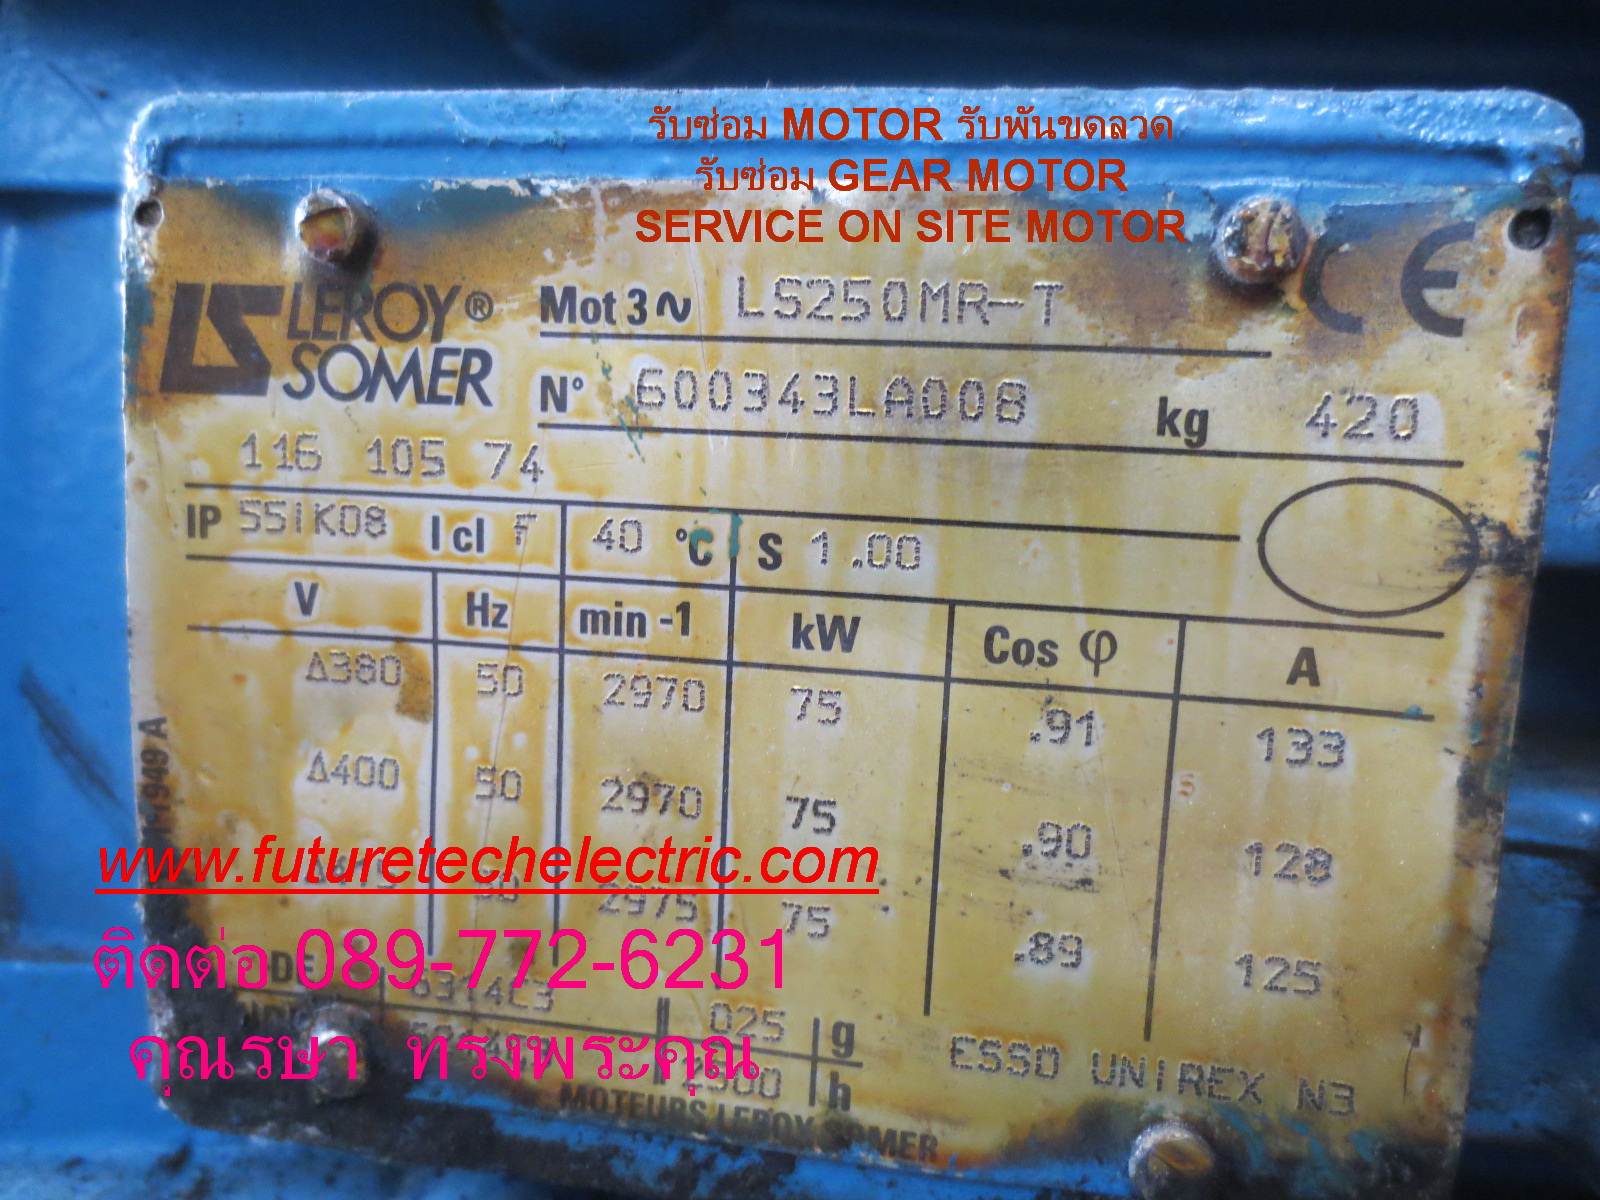 รับซ่อม MOTOR รับพันขดลวด
รับซ่อม GEAR MOTOR
SERVICE ON SITE MOTOR
LEROY® SOMER
CE
Mot 3∿ LS250MR-T
N° 600343LA008 kg 420
116 105 74
IP 55IK08 I cl F 40 °C S 1.00
V Hz min -1 kW Cos φ A
Δ380 50 2970 75 .91 133
Δ400 50 2970 75 .90 128
www.futuretechelectric.com
Δ415 50 2975 75 .89 125
ติดต่อ 089-772-6231
6314C3 025 g
คุณรษา ทรงพระคุณ
h ESSO UNIREX N3
MOTEURS LEROY-SOMER